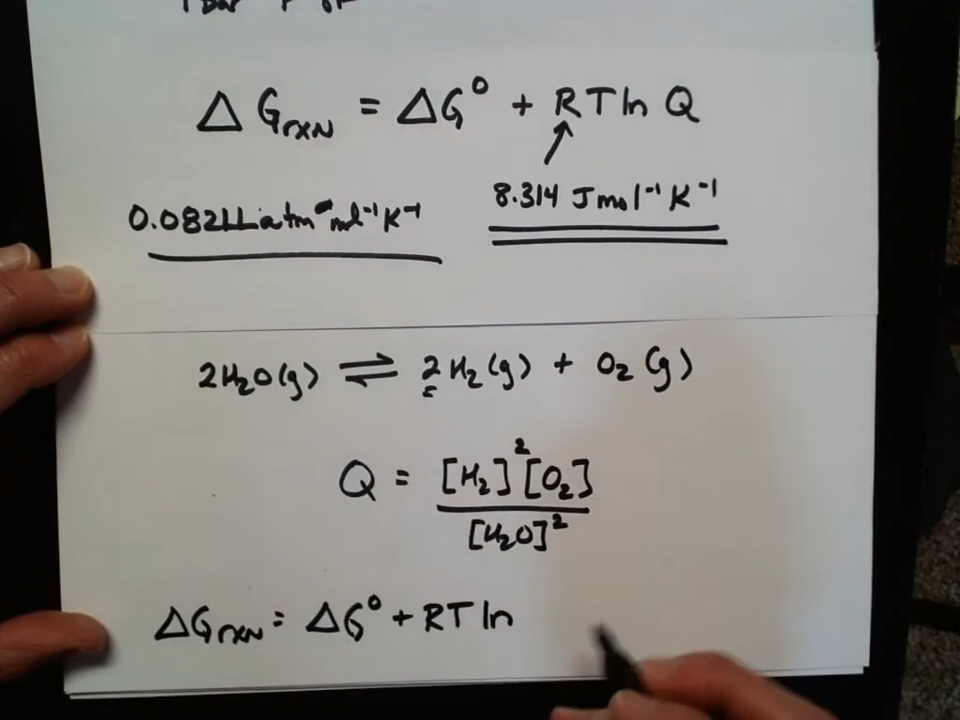 ΔG_rxN = ΔG° + RT ln Q
8.314 J mol⁻¹ K⁻¹
0.0821 L atm mol⁻¹ K⁻¹
2H₂O(g) ⇌ 2H₂(g) + O₂(g)
Q = [H₂]²[O₂] / [H₂O]²
ΔG_rxN = ΔG° + RT ln